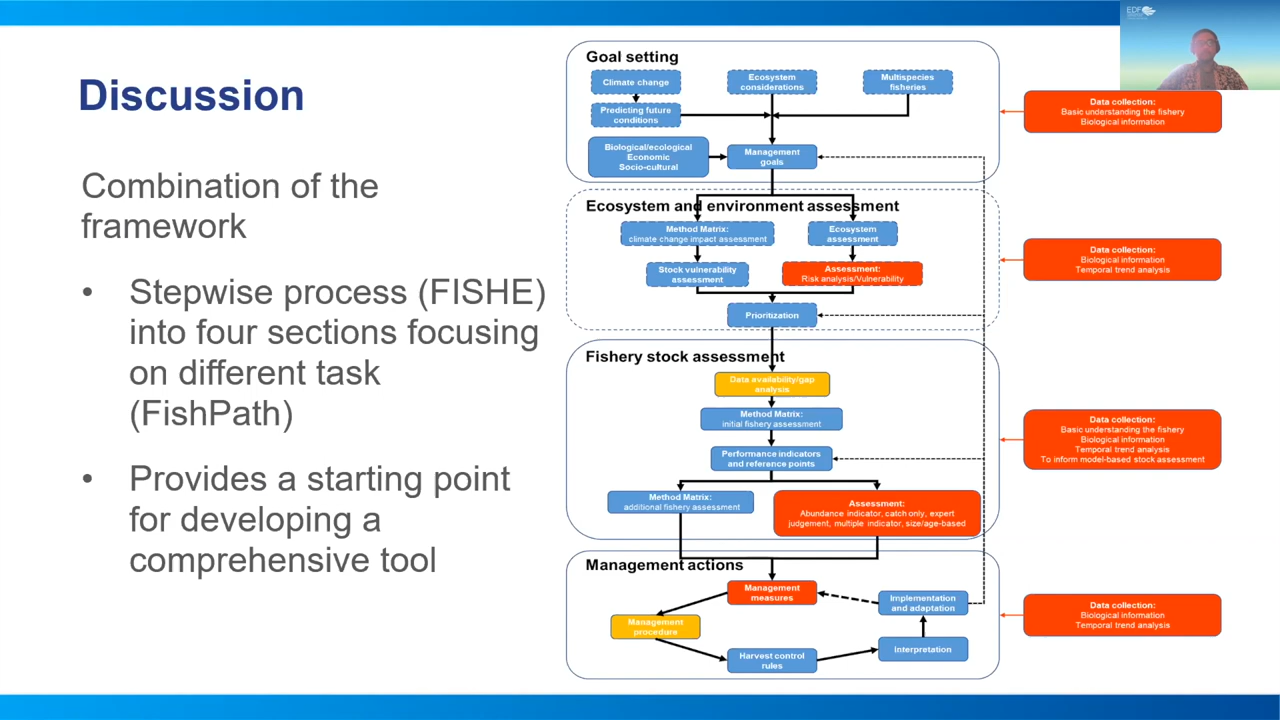 EDF
Discussion
Combination of the
framework
• Stepwise process (FISHE)
into four sections focusing
on different task
(FishPath)
• Provides a starting point
for developing a
comprehensive tool
Goal setting
Climate change
Ecosystem
considerations
Multispecies
fisheries
Predicting future
conditions
Biological/ecological
Economic
Socio-cultural
Management
goals
Data collection:
Basic understanding the fishery
Biological information
Ecosystem and environment assessment
Method Matrix:
climate change impact assessment
Ecosystem
assessment
Stock vulnerability
assessment
Assessment:
Risk analysis/Vulnerability
Prioritization
Data collection:
Biological information
Temporal trend analysis
Fishery stock assessment
Data availability/gap
analysis
Method Matrix:
initial fishery assessment
Performance indicators
and reference points
Method Matrix:
additional fishery assessment
Assessment:
Abundance indicator, catch only, expert
judgement, multiple indicator, size/age-based
Data collection:
Basic understanding the fishery
Biological information
Temporal trend analysis
To inform model-based stock assessment
Management actions
Management
measures
Implementation
and adaptation
Management
procedure
Harvest control
rules
Interpretation
Data collection:
Biological information
Temporal trend analysis